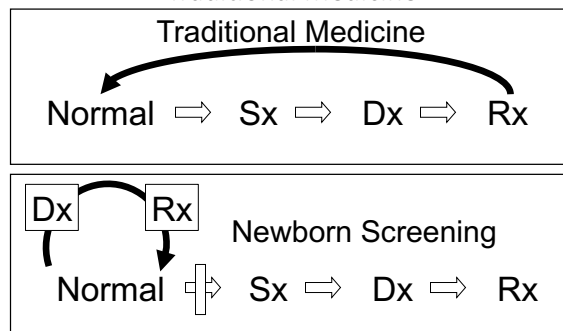 Traditional Medicine
Normal ⇨ Sx ⇨ Dx ⇨ Rx
Dx Rx
Newborn Screening
Normal ⇨ Sx ⇨ Dx ⇨ Rx